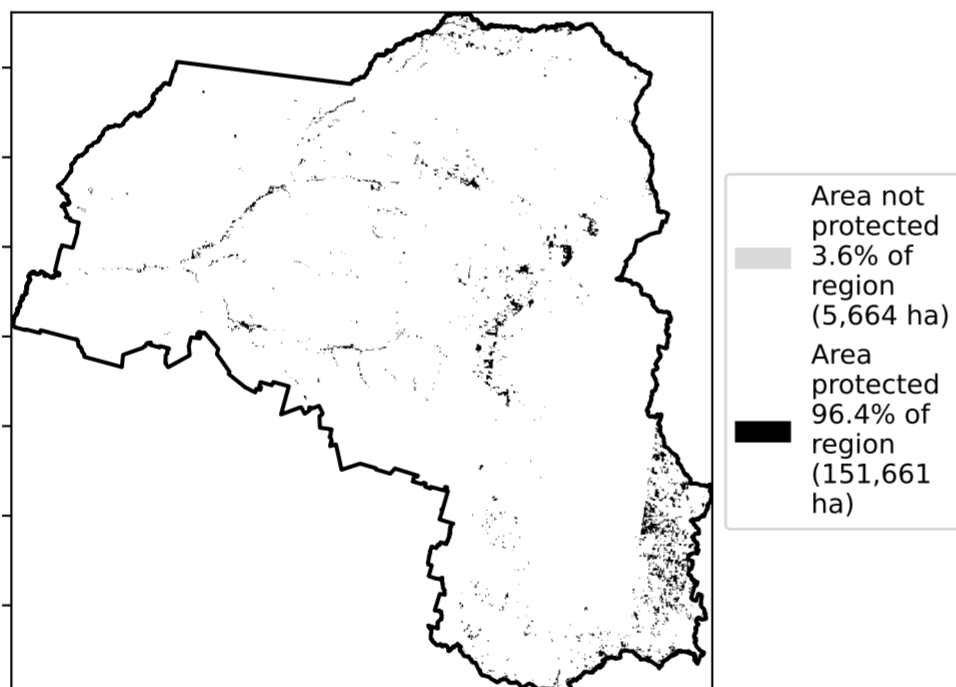 Area not
protected
3.6% of
region
(5,664 ha)
Area
protected
96.4% of
region
(151,661
ha)